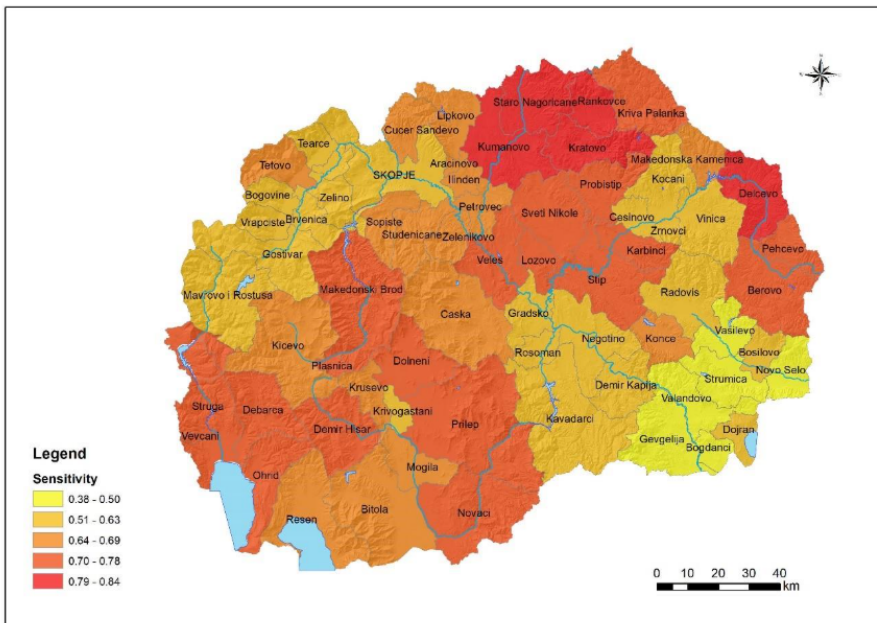 Lipkovo
Staro Nagoricane
Rankovce
Kriva Palanka
Cucer Sandevo
Tearce
Kumanovo
Kratovo
Tetovo
Aracinovo
Makedonska Kamenica
SKOPJE
Ilinden
Probistip
Kocani
Delcevo
Bogovine
Zelino
Petrovec
Sveti Nikole
Cesinovo
Vinica
Vrapciste
Brvenica
Sopiste
Studenicane
Zelenikovo
Zrnovci
Pehcevo
Gostivar
Veles
Lozovo
Karbinci
Stip
Berovo
Mavrovo i Rostusa
Makedonski Brod
Radovis
Caska
Gradsko
Vasilevo
Kicevo
Negotino
Konce
Bosilovo
Plasnica
Dolneni
Rosoman
Novo Selo
Krusevo
Demir Kapija
Strumica
Struga
Debarca
Krivogastani
Valandovo
Vevcani
Demir Hisar
Prilep
Kavadarci
Dojran
Gevgelija
Bogdanci
Mogila
Ohrid
Bitola
Novaci
Resen
Legend
Sensitivity
0.38 - 0.50
0.51 - 0.63
0.64 - 0.69
0.70 - 0.78
0.79 - 0.84
0 5 10 20 30 40
km